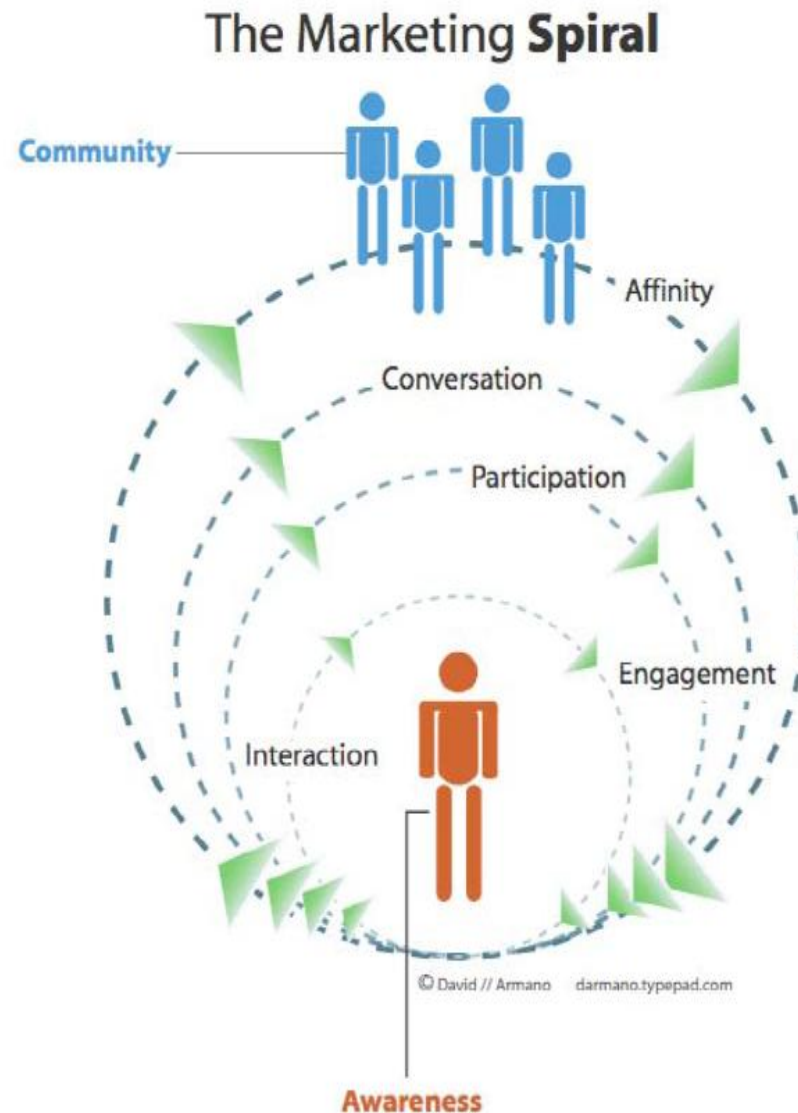 The Marketing Spiral
Community
Affinity
Conversation
Participation
Engagement
Interaction
© David // Armano darmano.typepad.com
Awareness